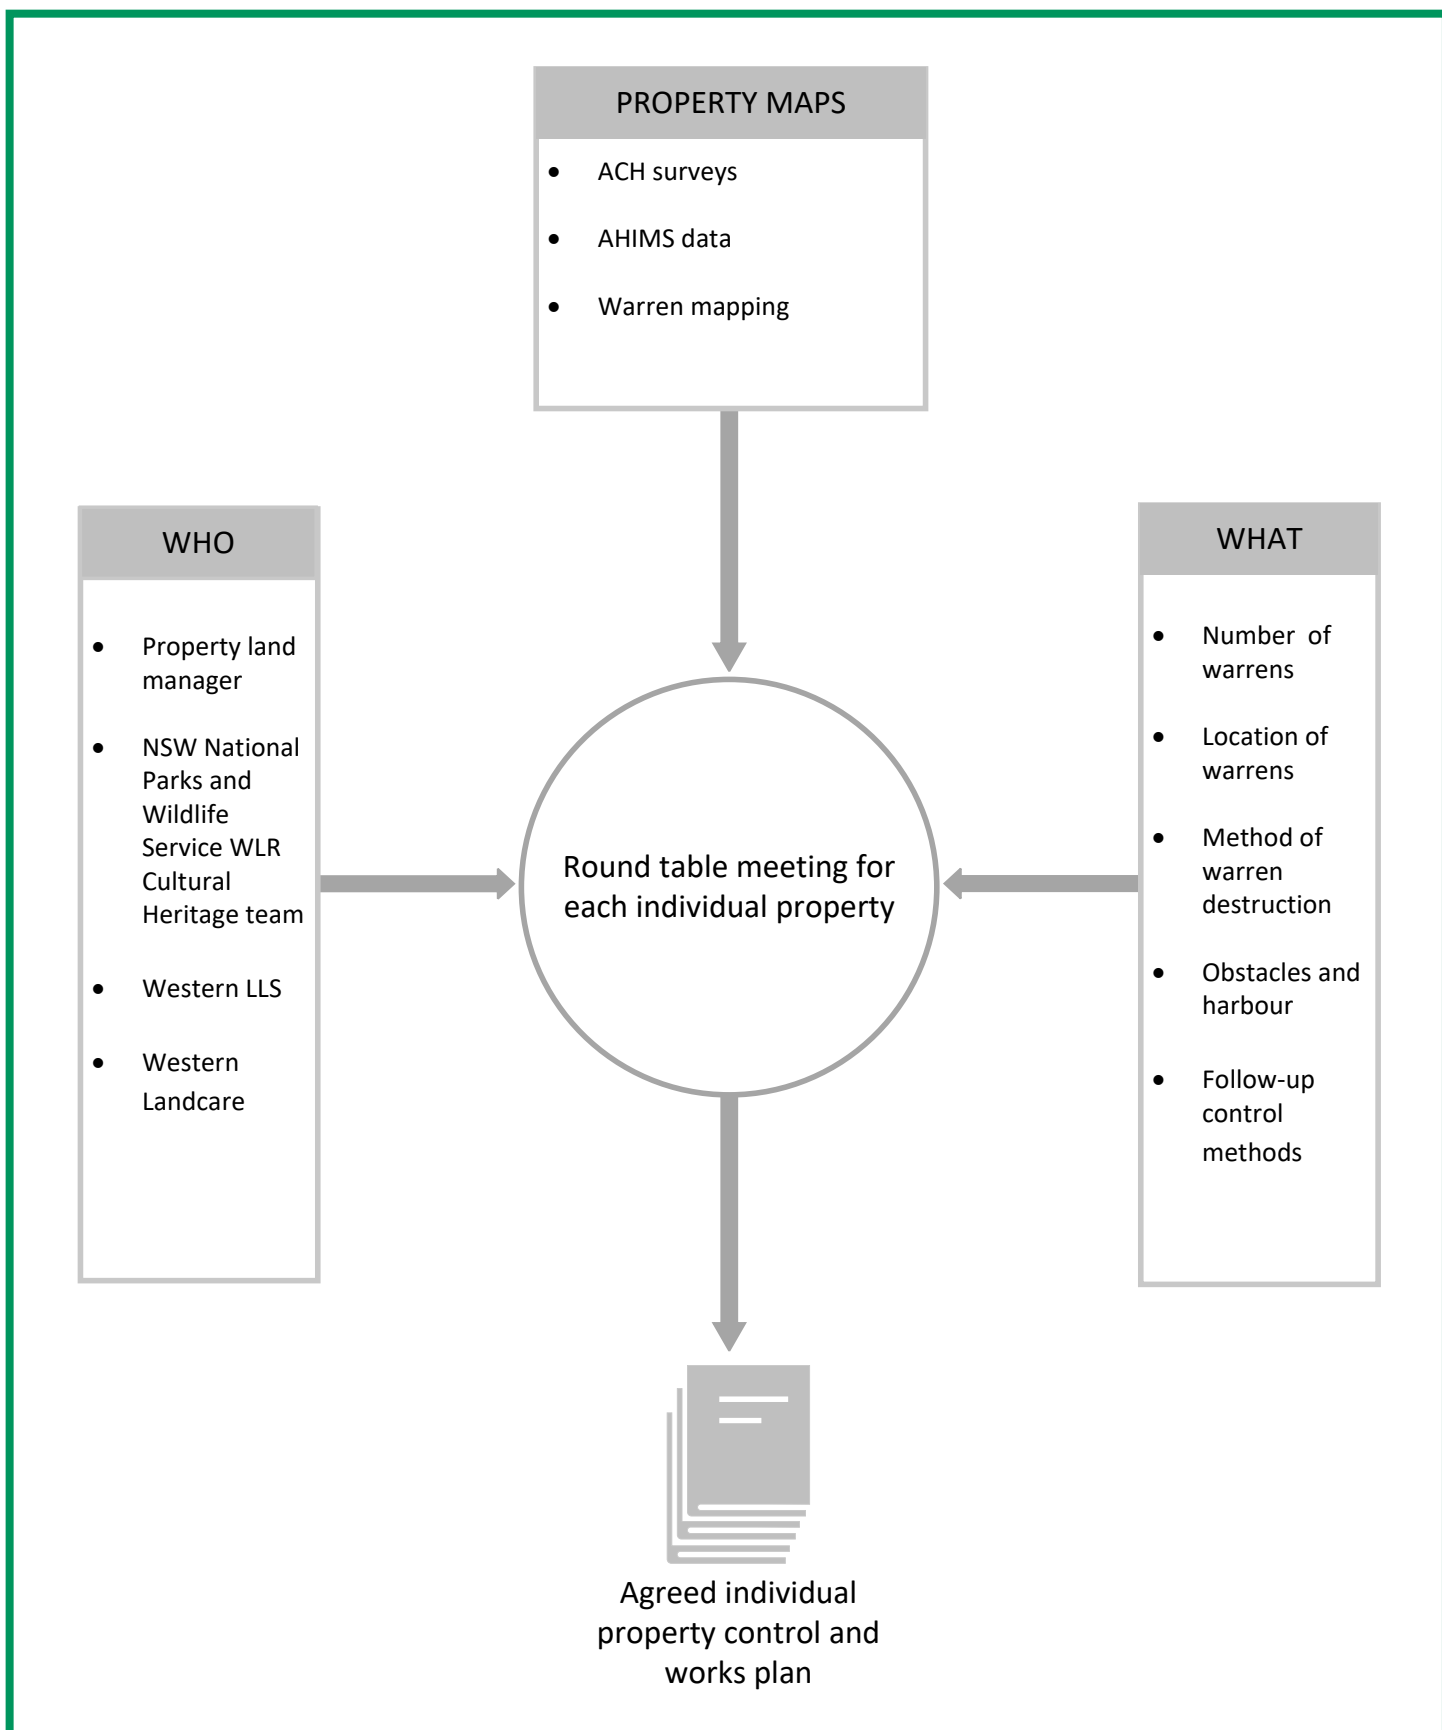 PROPERTY MAPS
• ACH surveys
• AHIMS data
• Warren mapping
WHO
• Property land
manager
• NSW National
Parks and
Wildlife
Service WLR
Cultural
Heritage team
• Western LLS
• Western
Landcare
Round table meeting for
each individual property
WHAT
• Number of
warrens
• Location of
warrens
• Method of
warren
destruction
• Obstacles and
harbour
• Follow-up
control
methods
Agreed individual
property control and
works plan